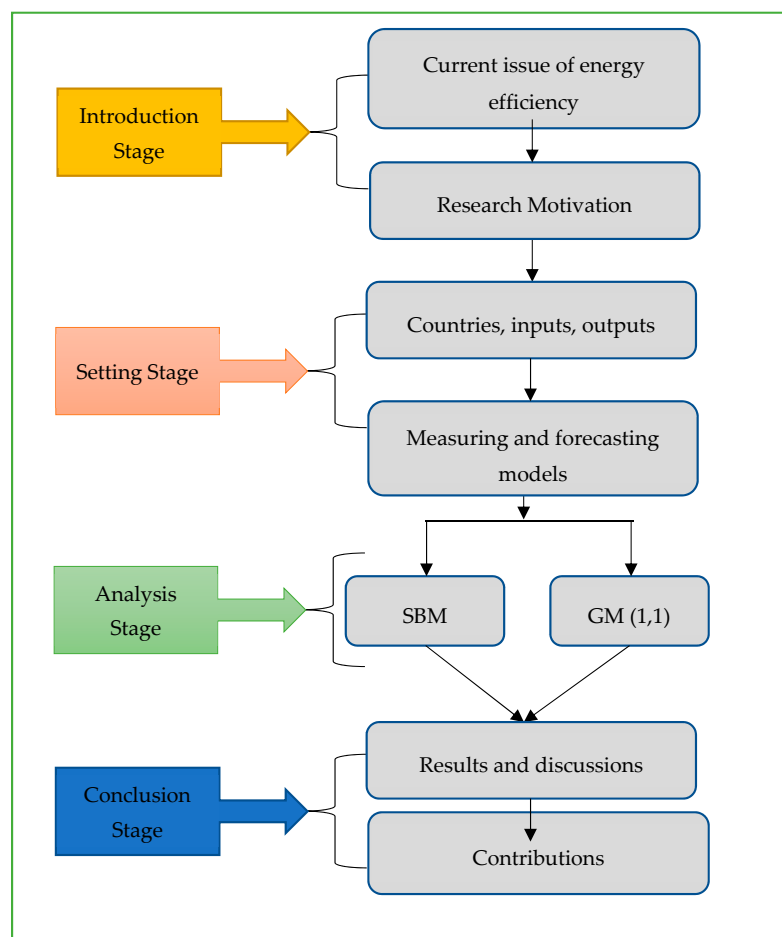 Current issue of energy
efficiency
Introduction
Stage
Research Motivation
Countries, inputs, outputs
Setting Stage
Measuring and forecasting
models
Analysis
Stage
SBM
GM (1,1)
Results and discussions
Conclusion
Stage
Contributions